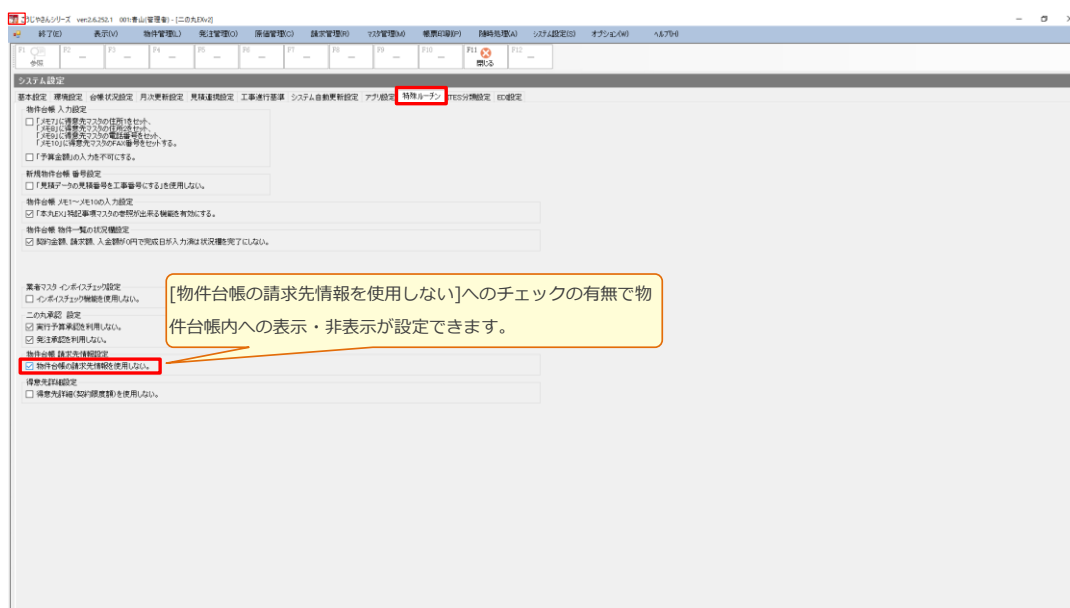 うじやさんシリーズ ver.2.6.252.1 001:青山(管理者) - [二の丸EXv2]
終了(E) 表示(V) 物件管理(L) 発注管理(O) 原価管理(C) 請求管理(R) マスタ管理(M) 帳票印刷(P) 随時処理(A) システム設定(S) オプション(W) ヘルプ(H)
F1 参照 F2 F3 F4 F5 F6 F7 F8 F9 F10 F11 閉じる F12
システム設定
基本設定 環境設定 台帳状況設定 月次更新設定 見積連携設定 工事進行基準 システム自動更新設定 アプリ設定 特殊ルーチン ITES分類設定 EDI設定
物件台帳 入力設定
「メモ7」に得意先マスタの住所1をセット、
「メモ8」に得意先マスタの住所2をセット、
「メモ9」に得意先マスタの電話番号をセット、
「メモ10」に得意先マスタのFAX番号をセットする。
「予算金額」の入力を不可にする。
新規物件台帳 番号設定
「見積データの見積番号を工事番号にする」を使用しない。
物件台帳 メモ1～メモ10の入力設定
「本丸EX」特記事項マスタの参照が出来る機能を有効にする。
物件台帳 物件一覧の状況欄設定
契約金額、請求額、入金額が0円で完成日が入力済は状況欄を完了にしない。
業者マスタ インボイスチェック設定
インボイスチェック機能を使用しない。
二の丸承認 設定
実行予算承認を利用しない。
発注承認を利用しない。
[物件台帳の請求先情報を使用しない]へのチェックの有無で物
件台帳内への表示・非表示が設定できます。
物件台帳 請求先情報設定
物件台帳の請求先情報を使用しない。
得意先詳細設定
得意先詳細(契約限度額)を使用しない。